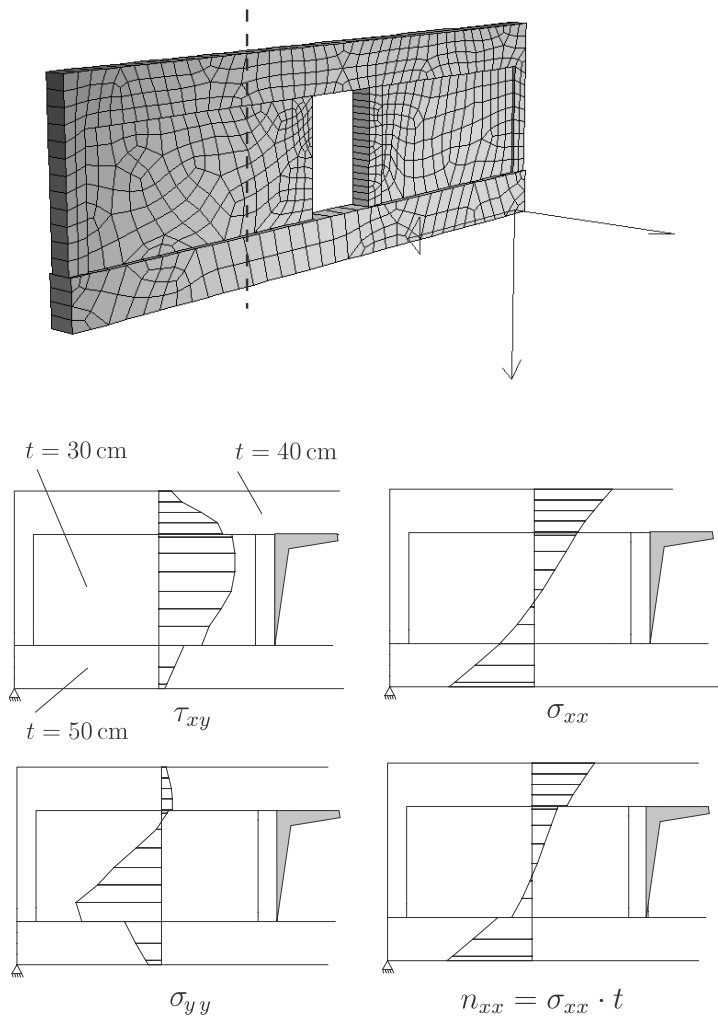 t = 30 cm
t = 40 cm
τxy
σxx
t = 50 cm
σyy
nxx = σxx · t